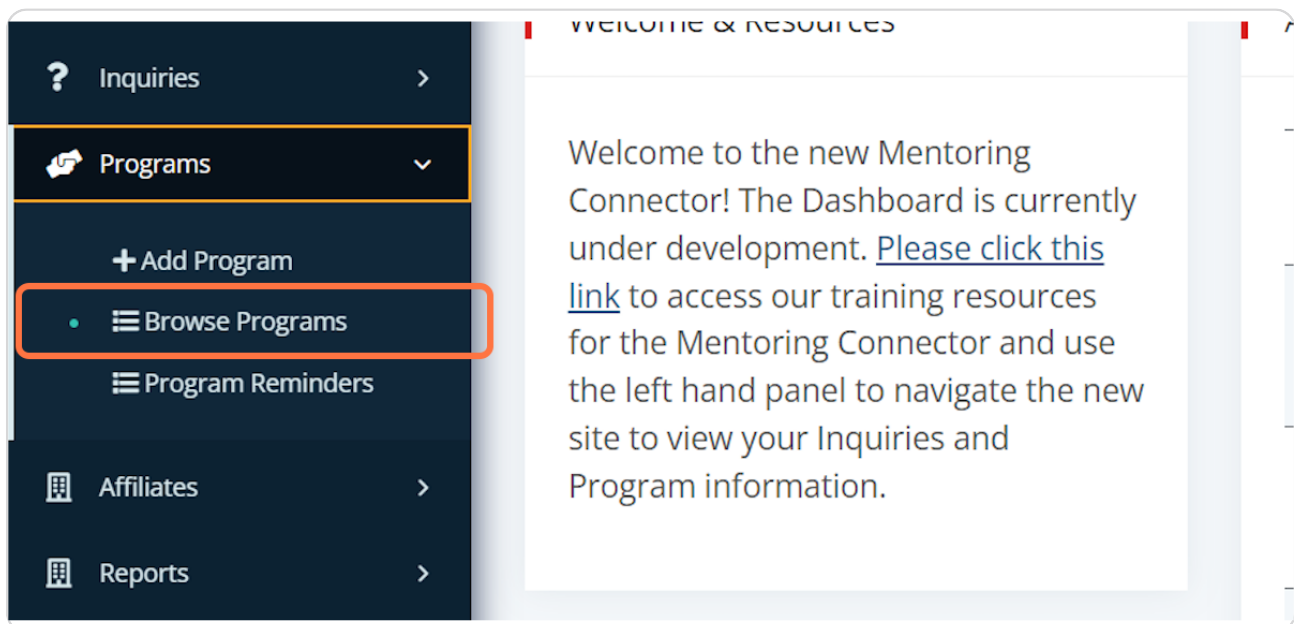 Inquiries
Programs
Add Program
Browse Programs
Program Reminders
Affiliates
Reports
Welcome & Resources
Welcome to the new Mentoring
Connector! The Dashboard is currently
under development. Please click this
link to access our training resources
for the Mentoring Connector and use
the left hand panel to navigate the new
site to view your Inquiries and
Program information.